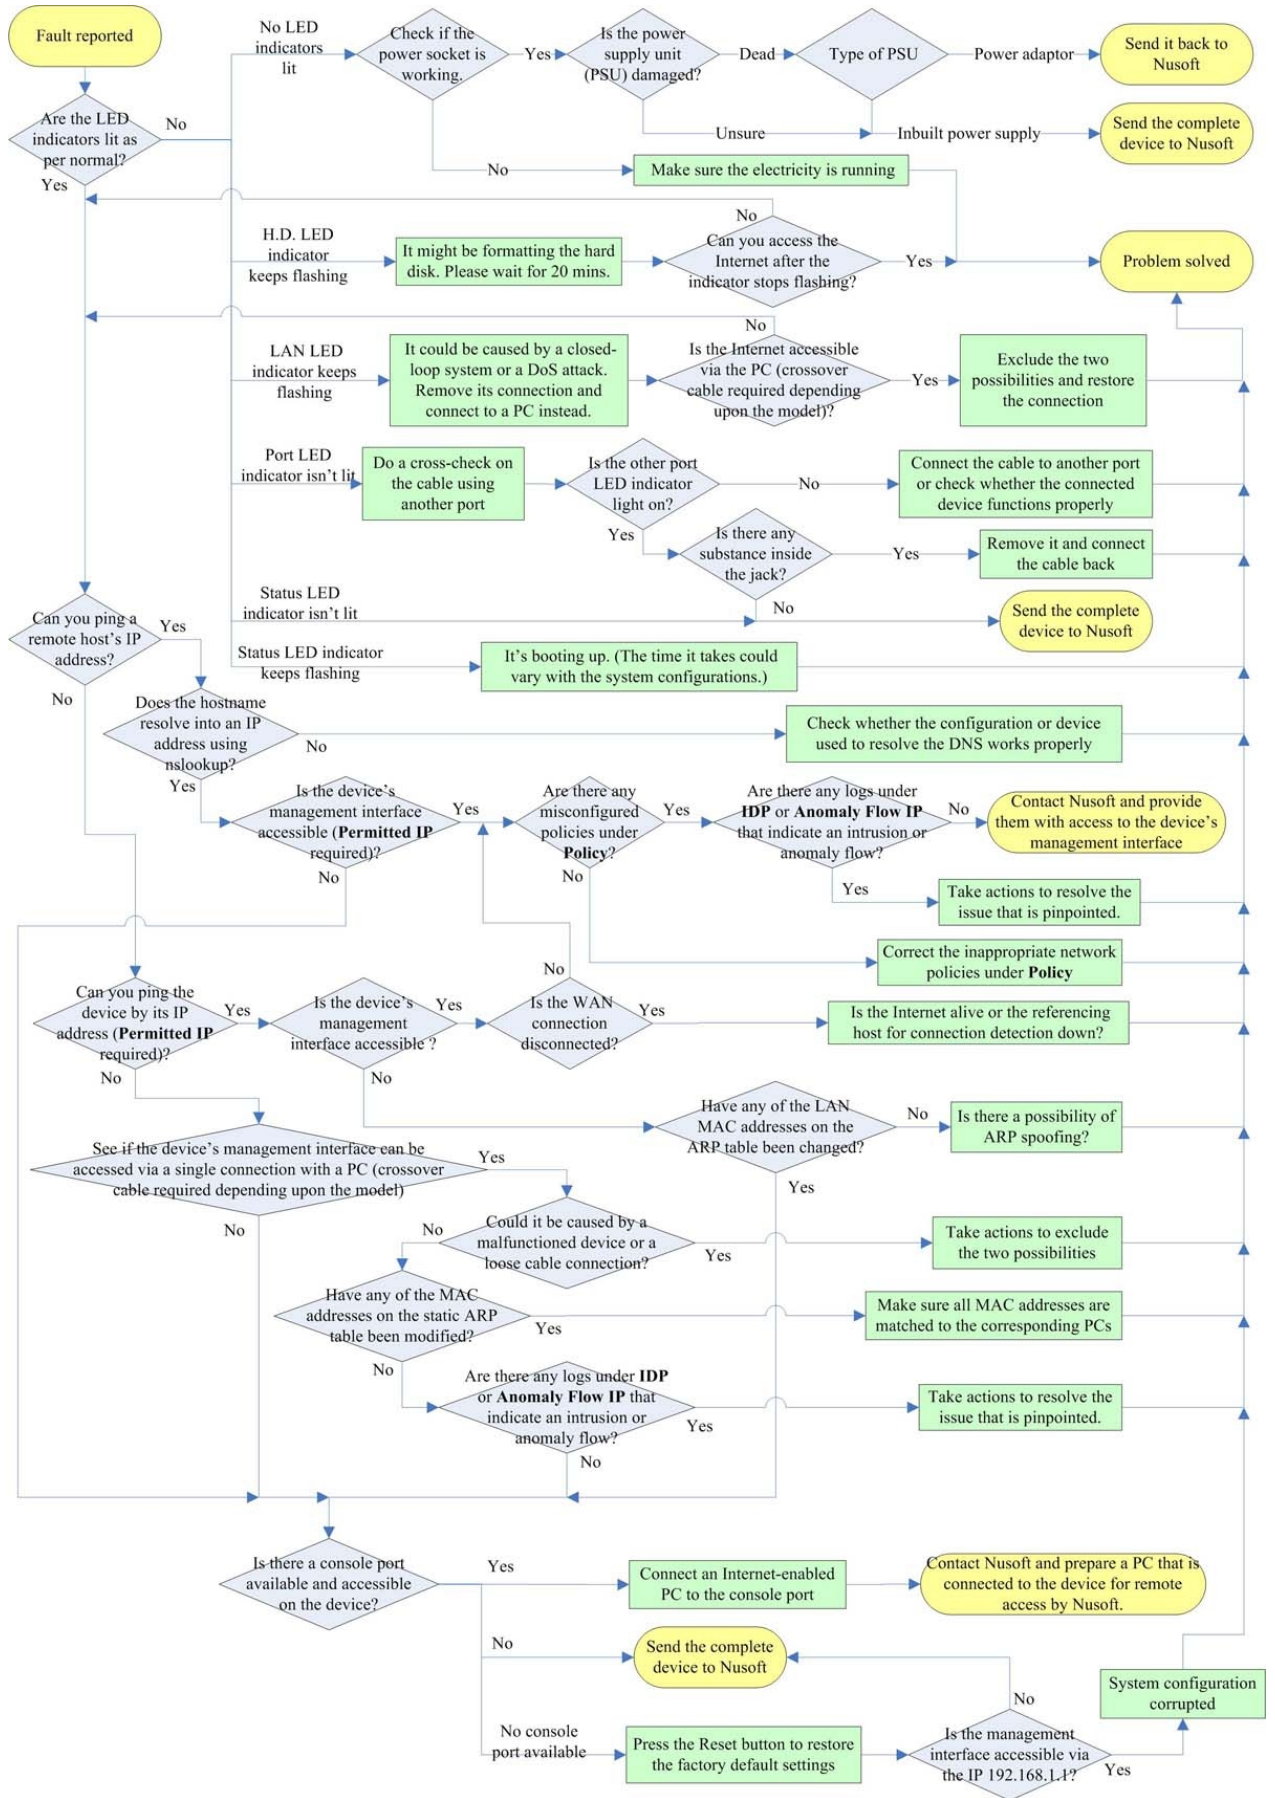 Fault reported
No LED
indicators
lit
Check if the
power socket is
working.
Yes
Is the power
supply unit
(PSU) damaged?
Dead
Type of PSU
Power adaptor
Send it back to
Nusoft
Are the LED
indicators lit as
per normal?
No
Unsure
Inbuilt power supply
Send the complete
device to Nusoft
Yes
No
Make sure the electricity is running
No
H.D. LED
indicator
keeps flashing
It might be formatting the hard
disk. Please wait for 20 mins.
Can you access the
Internet after the
indicator stops flashing?
Yes
Problem solved
No
LAN LED
indicator keeps
flashing
It could be caused by a closed-
loop system or a DoS attack.
Remove its connection and
connect to a PC instead.
Is the Internet accessible
via the PC (crossover
cable required depending
upon the model)?
Yes
Exclude the two
possibilities and restore
the connection
Port LED
indicator isn't lit
Do a cross-check on
the cable using
another port
Is the other port
LED indicator
light on?
No
Connect the cable to another port
or check whether the connected
device functions properly
Yes
Is there any
substance inside
the jack?
Yes
Remove it and connect
the cable back
No
Status LED
indicator isn't lit
Send the complete
device to Nusoft
Can you ping a
remote host's IP
address?
Yes
Status LED indicator
keeps flashing
It's booting up. (The time it takes could
vary with the system configurations.)
No
Does the hostname
resolve into an IP
address using
nslookup?
No
Check whether the configuration or device
used to resolve the DNS works properly
Yes
Is the device's
management interface
accessible (Permitted IP
required)?
Yes
Are there any
misconfigured
policies under
Policy?
Yes
Are there any logs under
IDP or Anomaly Flow IP
that indicate an intrusion or
anomaly flow?
No
Contact Nusoft and provide
them with access to the device's
management interface
No
No
Yes
Take actions to resolve the
issue that is pinpointed.
Correct the inappropriate network
policies under Policy
No
Can you ping the
device by its IP
address (Permitted IP
required)?
Yes
Is the device's
management
interface accessible ?
Yes
Is the WAN
connection
disconnected?
Yes
Is the Internet alive or the referencing
host for connection detection down?
No
No
Have any of the LAN
MAC addresses on the
ARP table been changed?
No
Is there a possibility of
ARP spoofing?
See if the device's management interface can be
accessed via a single connection with a PC (crossover
cable required depending upon the model)
Yes
Yes
No
No
Could it be caused by a
malfunctioned device or a
loose cable connection?
Yes
Take actions to exclude
the two possibilities
Have any of the MAC
addresses on the static ARP
table been modified?
Yes
Make sure all MAC addresses are
matched to the corresponding PCs
No
Are there any logs under IDP
or Anomaly Flow IP that
indicate an intrusion or
anomaly flow?
Yes
Take actions to resolve the
issue that is pinpointed.
No
Is there a console port
available and accessible
on the device?
Yes
Connect an Internet-enabled
PC to the console port
Contact Nusoft and prepare a PC that is
connected to the device for remote
access by Nusoft.
No
Send the complete
device to Nusoft
System configuration
corrupted
No
No console
port available
Press the Reset button to restore
the factory default settings
Is the management
interface accessible via
the IP 192.168.1.1?
Yes